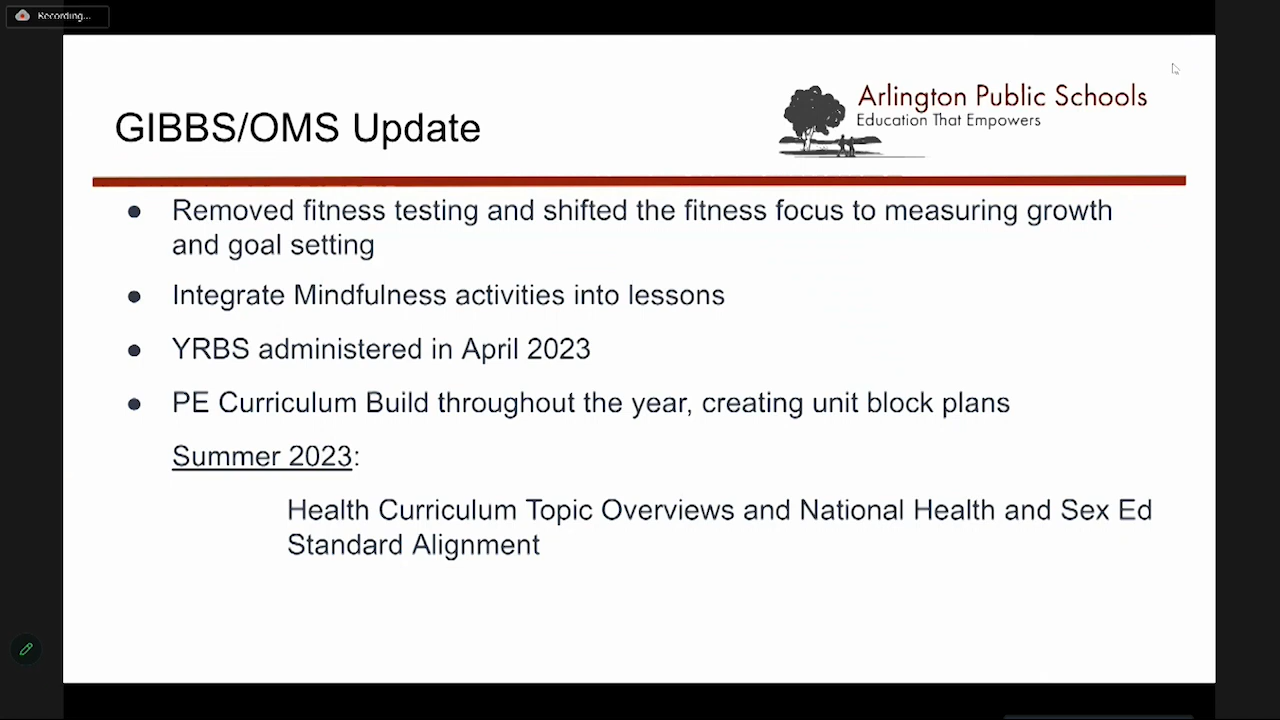 Recording...
Arlington Public Schools
Education That Empowers
GIBBS/OMS Update
● Removed fitness testing and shifted the fitness focus to measuring growth
and goal setting
● Integrate Mindfulness activities into lessons
● YRBS administered in April 2023
● PE Curriculum Build throughout the year, creating unit block plans
Summer 2023:
Health Curriculum Topic Overviews and National Health and Sex Ed
Standard Alignment